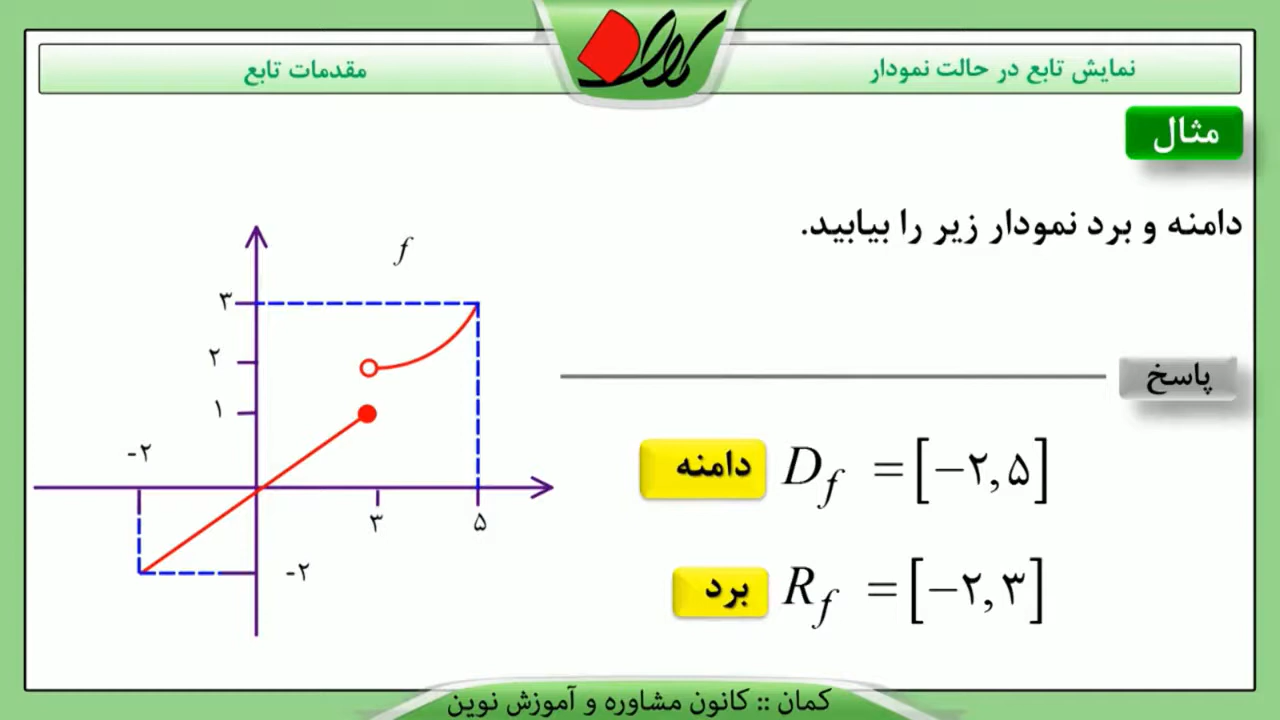 نمایش تابع در حالت نمودار
کمان
مقدمات تابع
مثال
دامنه و برد نمودار زیر را بیابید.
f
۳
۲
۱
-۲
۳
۵
-۲
پاسخ
دامنه D_f = [−۲,۵]
برد R_f = [−۲,۳]
کمان :: کانون مشاوره و آموزش نوین